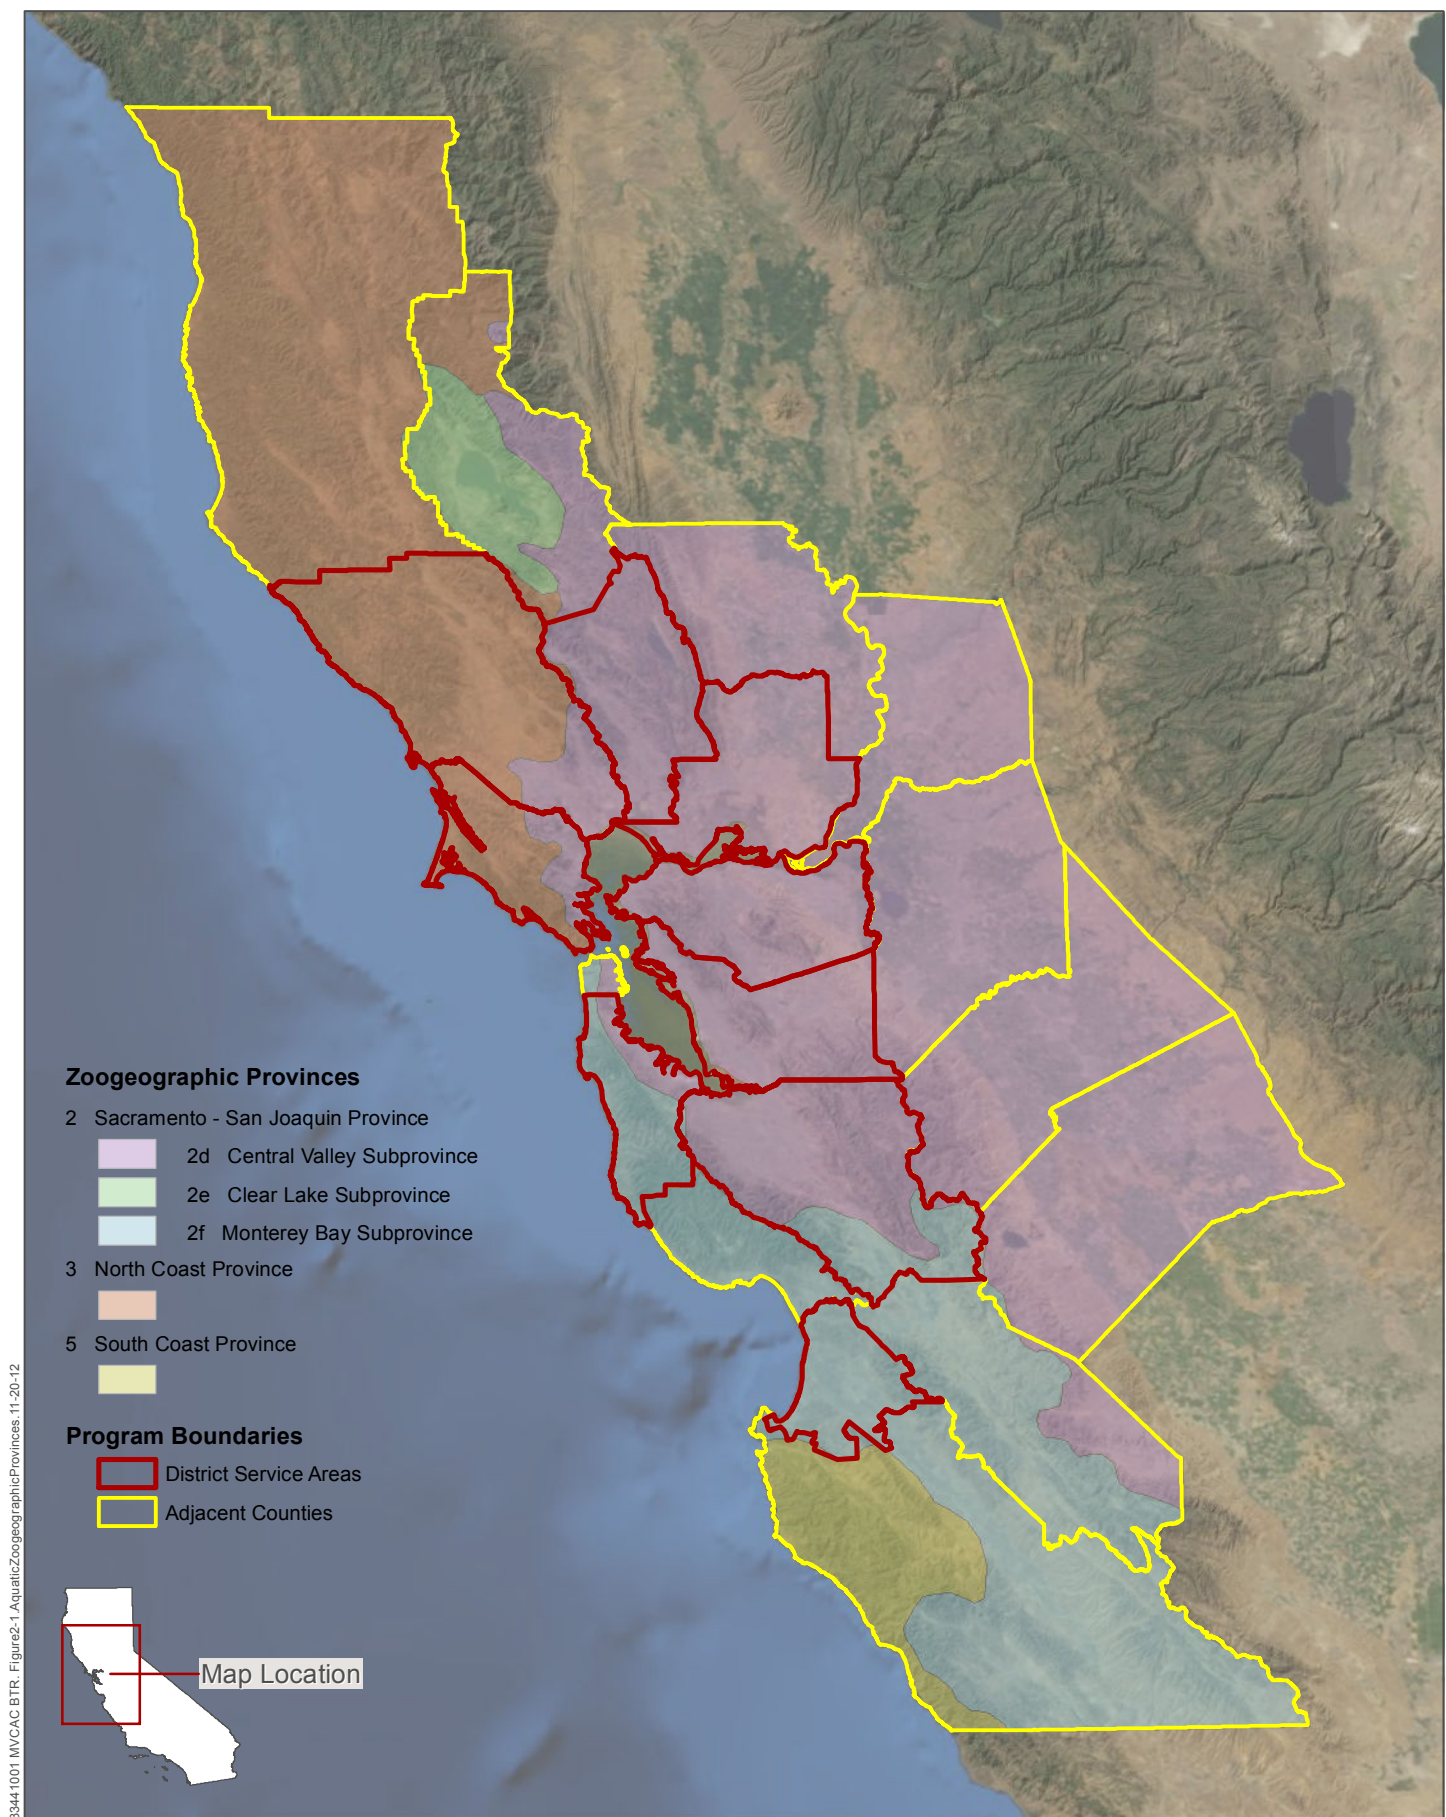 Zoogeographic Provinces
2 Sacramento - San Joaquin Province
2d Central Valley Subprovince
2e Clear Lake Subprovince
2f Monterey Bay Subprovince
3 North Coast Province
5 South Coast Province
Program Boundaries
District Service Areas
Adjacent Counties
Map Location
33441001 MVCAC BTR. Figure2-1.AquaticZoogeographicProvinces.11-20-12